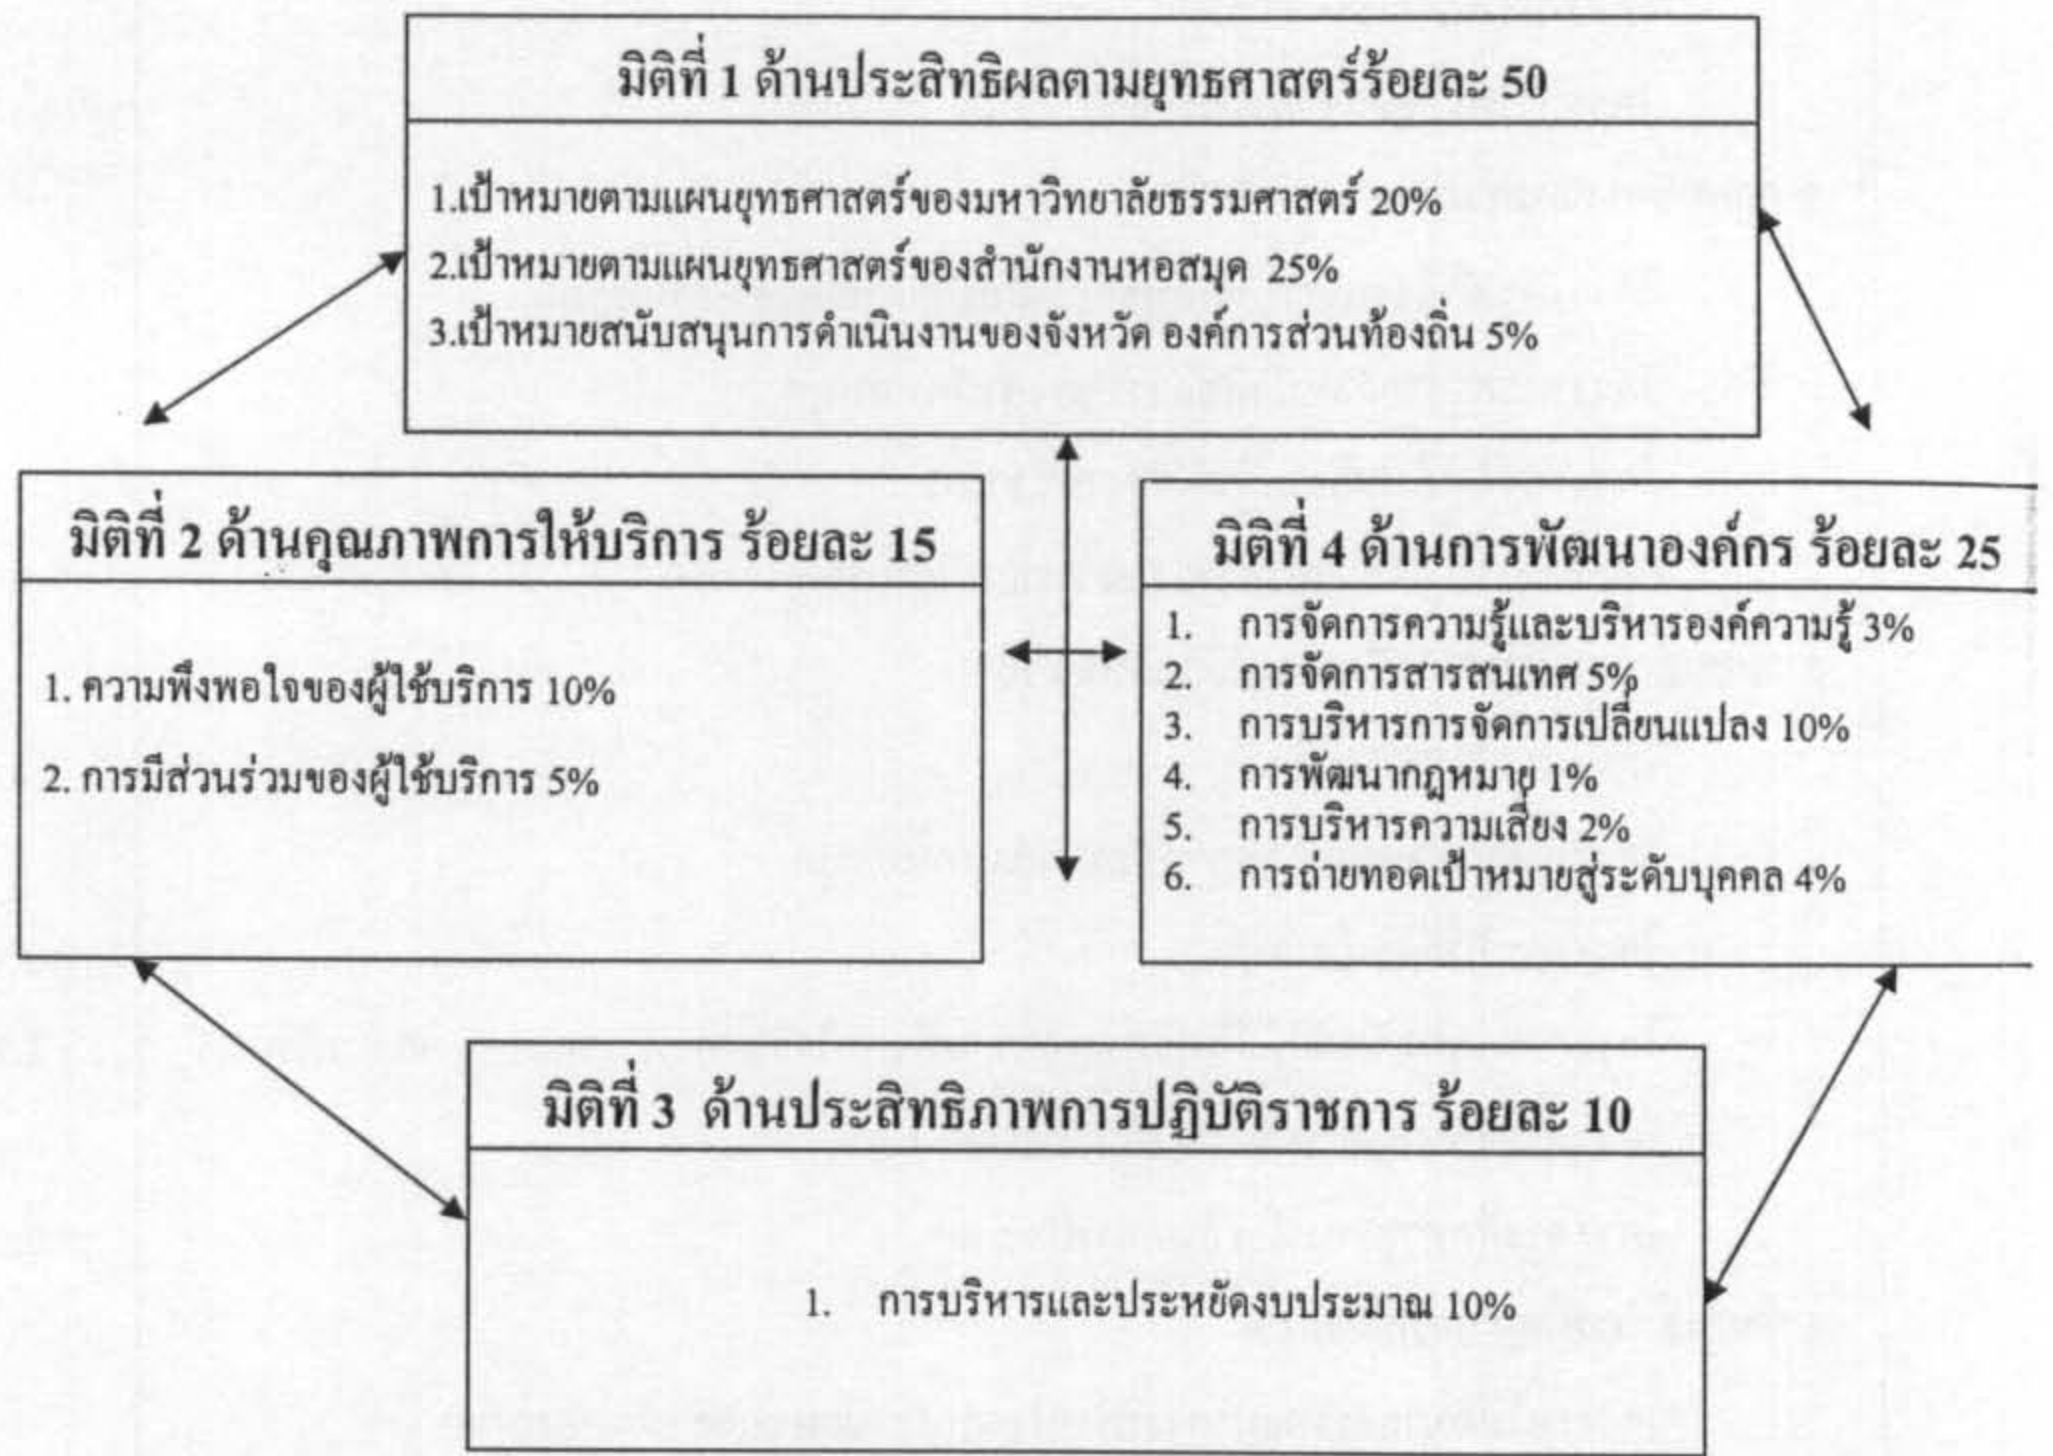 มิติที่ 1 ด้านประสิทธิผลตามยุทธศาสตร์ร้อยละ 50
1.เป้าหมายตามแผนยุทธศาสตร์ของมหาวิทยาลัยธรรมศาสตร์ 20%
2.เป้าหมายตามแผนยุทธศาสตร์ของสำนักงานหอสมุด 25%
3.เป้าหมายสนับสนุนการดำเนินงานของจังหวัด องค์การส่วนท้องถิ่น 5%
มิติที่ 2 ด้านคุณภาพการให้บริการ ร้อยละ 15
1. ความพึงพอใจของผู้ใช้บริการ 10%
2. การมีส่วนร่วมของผู้ใช้บริการ 5%
มิติที่ 4 ด้านการพัฒนาองค์กร ร้อยละ 25
1. การจัดการความรู้และบริหารองค์ความรู้ 3%
2. การจัดการสารสนเทศ 5%
3. การบริหารการจัดการเปลี่ยนแปลง 10%
4. การพัฒนากฎหมาย 1%
5. การบริหารความเสี่ยง 2%
6. การถ่ายทอดเป้าหมายสู่ระดับบุคคล 4%
มิติที่ 3 ด้านประสิทธิภาพการปฏิบัติราชการ ร้อยละ 10
1. การบริหารและประหยัดงบประมาณ 10%